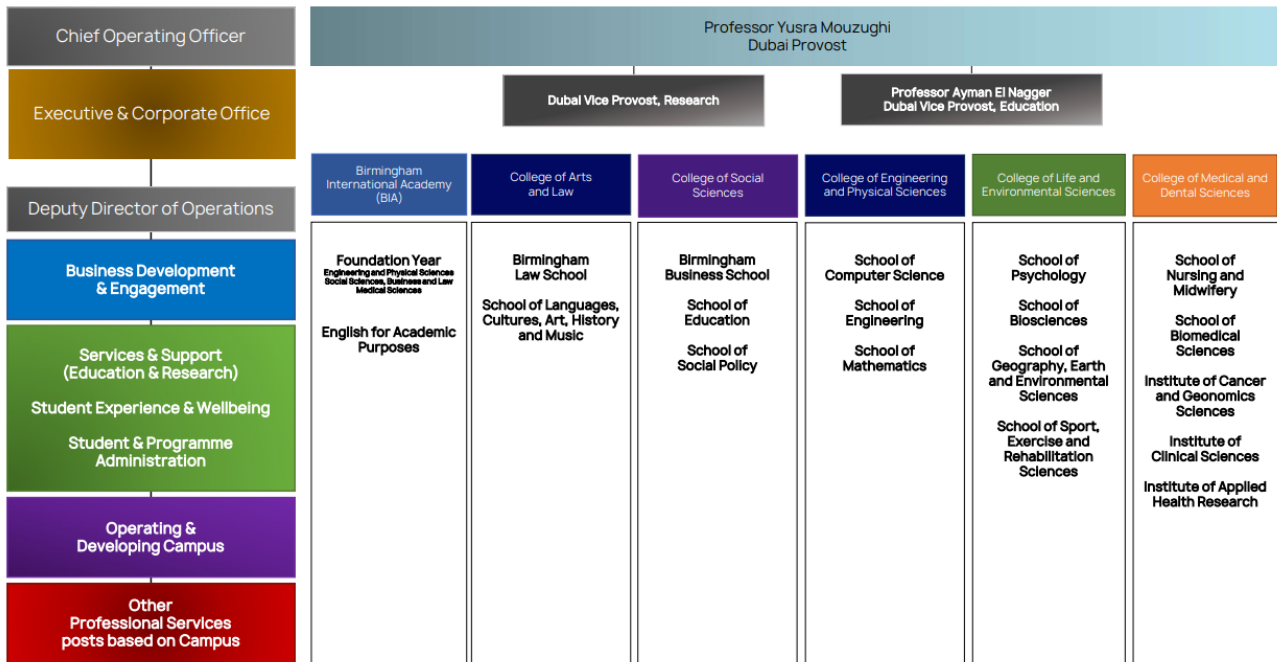 Chief Operating Officer
Executive & Corporate Office
Deputy Director of Operations
Business Development
& Engagement
Services & Support
(Education & Research)
Student Experience & Wellbeing
Student & Programme
Administration
Operating &
Developing Campus
Other
Professional Services
posts based on Campus
Professor Yusra Mouzughi
Dubai Provost
Dubai Vice Provost, Research
Professor Ayman El Nagger
Dubai Vice Provost, Education
Birmingham
International Academy
(BIA)
Foundation Year
Engineering and Physical Sciences
Social Sciences, Business and Law
Medical Sciences
English for Academic
Purposes
College of Arts
and Law
Birmingham
Law School
School of Languages,
Cultures, Art, History
and Music
College of Social
Sciences
Birmingham
Business School
School of
Education
School of
Social Policy
College of Engineering
and Physical Sciences
School of
Computer Science
School of
Engineering
School of
Mathematics
College of Life and
Environmental Sciences
School of
Psychology
School of
Biosciences
School of
Geography, Earth
and Environmental
Sciences
School of Sport,
Exercise and
Rehabilitation
Sciences
College of Medical and
Dental Sciences
School of
Nursing and
Midwifery
School of
Biomedical
Sciences
Institute of Cancer
and Geonomics
Sciences
Institute of
Clinical Sciences
Institute of Applied
Health Research